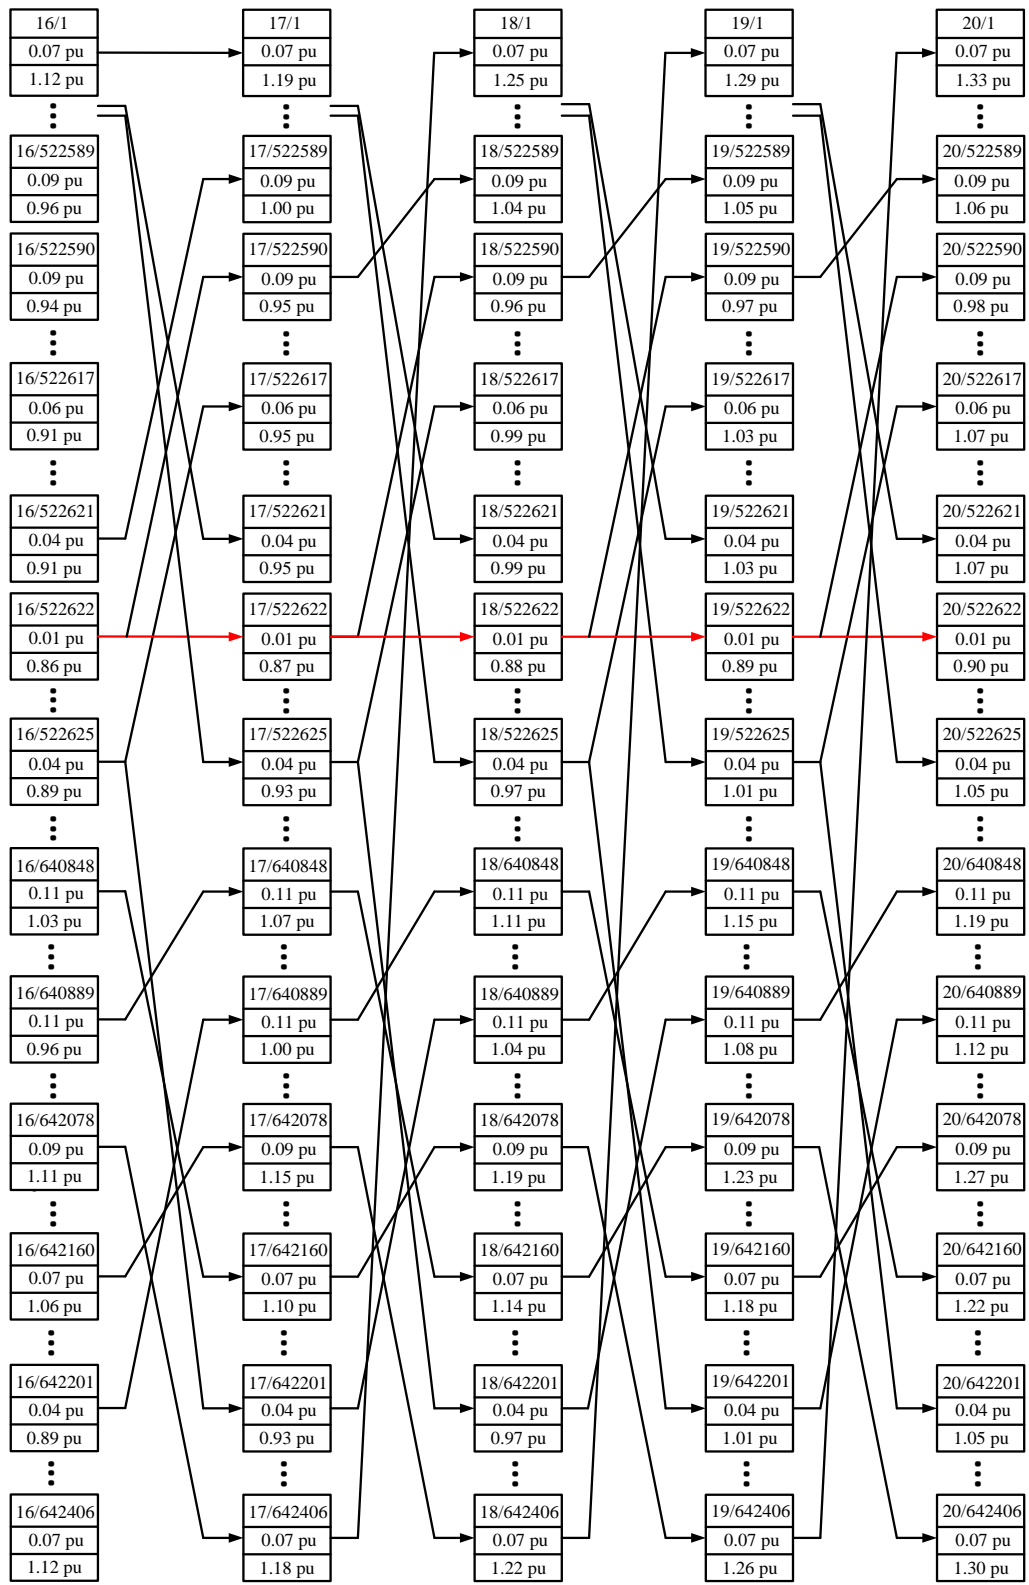 16/1
0.07 pu
1.12 pu
17/1
0.07 pu
1.19 pu
18/1
0.07 pu
1.25 pu
19/1
0.07 pu
1.29 pu
20/1
0.07 pu
1.33 pu
16/522589
0.09 pu
0.96 pu
17/522589
0.09 pu
1.00 pu
18/522589
0.09 pu
1.04 pu
19/522589
0.09 pu
1.05 pu
20/522589
0.09 pu
1.06 pu
16/522590
0.09 pu
0.94 pu
17/522590
0.09 pu
0.95 pu
18/522590
0.09 pu
0.96 pu
19/522590
0.09 pu
0.97 pu
20/522590
0.09 pu
0.98 pu
16/522617
0.06 pu
0.91 pu
17/522617
0.06 pu
0.95 pu
18/522617
0.06 pu
0.99 pu
19/522617
0.06 pu
1.03 pu
20/522617
0.06 pu
1.07 pu
16/522621
0.04 pu
0.91 pu
17/522621
0.04 pu
0.95 pu
18/522621
0.04 pu
0.99 pu
19/522621
0.04 pu
1.03 pu
20/522621
0.04 pu
1.07 pu
16/522622
0.01 pu
0.86 pu
17/522622
0.01 pu
0.87 pu
18/522622
0.01 pu
0.88 pu
19/522622
0.01 pu
0.89 pu
20/522622
0.01 pu
0.90 pu
16/522625
0.04 pu
0.89 pu
17/522625
0.04 pu
0.93 pu
18/522625
0.04 pu
0.97 pu
19/522625
0.04 pu
1.01 pu
20/522625
0.04 pu
1.05 pu
16/640848
0.11 pu
1.03 pu
17/640848
0.11 pu
1.07 pu
18/640848
0.11 pu
1.11 pu
19/640848
0.11 pu
1.15 pu
20/640848
0.11 pu
1.19 pu
16/640889
0.11 pu
0.96 pu
17/640889
0.11 pu
1.00 pu
18/640889
0.11 pu
1.04 pu
19/640889
0.11 pu
1.08 pu
20/640889
0.11 pu
1.12 pu
16/642078
0.09 pu
1.11 pu
17/642078
0.09 pu
1.15 pu
18/642078
0.09 pu
1.19 pu
19/642078
0.09 pu
1.23 pu
20/642078
0.09 pu
1.27 pu
16/642160
0.07 pu
1.06 pu
17/642160
0.07 pu
1.10 pu
18/642160
0.07 pu
1.14 pu
19/642160
0.07 pu
1.18 pu
20/642160
0.07 pu
1.22 pu
16/642201
0.04 pu
0.89 pu
17/642201
0.04 pu
0.93 pu
18/642201
0.04 pu
0.97 pu
19/642201
0.04 pu
1.01 pu
20/642201
0.04 pu
1.05 pu
16/642406
0.07 pu
1.12 pu
17/642406
0.07 pu
1.18 pu
18/642406
0.07 pu
1.22 pu
19/642406
0.07 pu
1.26 pu
20/642406
0.07 pu
1.30 pu